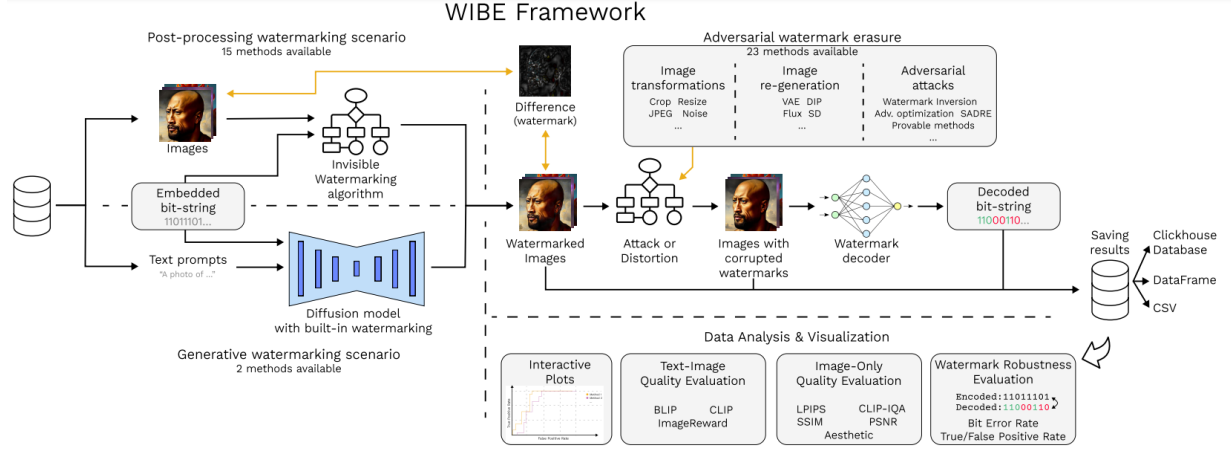 WIBE Framework
Post-processing watermarking scenario
15 methods available
Images
Embedded
bit-string
11011101...
Invisible
Watermarking
algorithm
Text prompts
"A photo of ..."
Diffusion model
with built-in watermarking
Generative watermarking scenario
2 methods available
Difference
(watermark)
Adversarial watermark erasure
23 methods available
Image
transformations
Crop Resize
JPEG Noise
...
Image
re-generation
VAE DIP
Flux SD
...
Adversarial
attacks
Watermark Inversion
Adv. optimization SADRE
Provable methods
...
Watermarked
Images
Attack or
Distortion
Images with
corrupted
watermarks
Watermark
decoder
Decoded
bit-string
11000110...
Saving
results
Clickhouse
Database
DataFrame
CSV
Data Analysis & Visualization
Interactive
Plots
True Positive Rate
False Positive Rate
Text-Image
Quality Evaluation
BLIP CLIP
ImageReward
Image-Only
Quality Evaluation
LPIPS CLIP-IQA
SSIM PSNR
Aesthetic
Watermark Robustness
Evaluation
Encoded:11011101
Decoded:11000110
Bit Error Rate
True/False Positive Rate